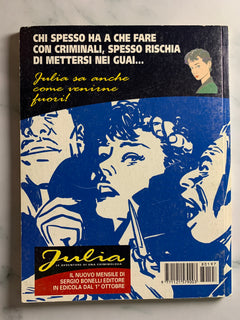 CHI SPESSO HA A CHE FARE
CON CRIMINALI, SPESSO RISCHIA
DI METTERSI NEI GUAI...
Julia sa anche
come venirne
fuori!
Julia
LE AVVENTURE DI UNA CRIMINOLOGA
IL NUOVO MENSILE DI
SERGIO BONELLI EDITORE
IN EDICOLA DAL 1° OTTOBRE